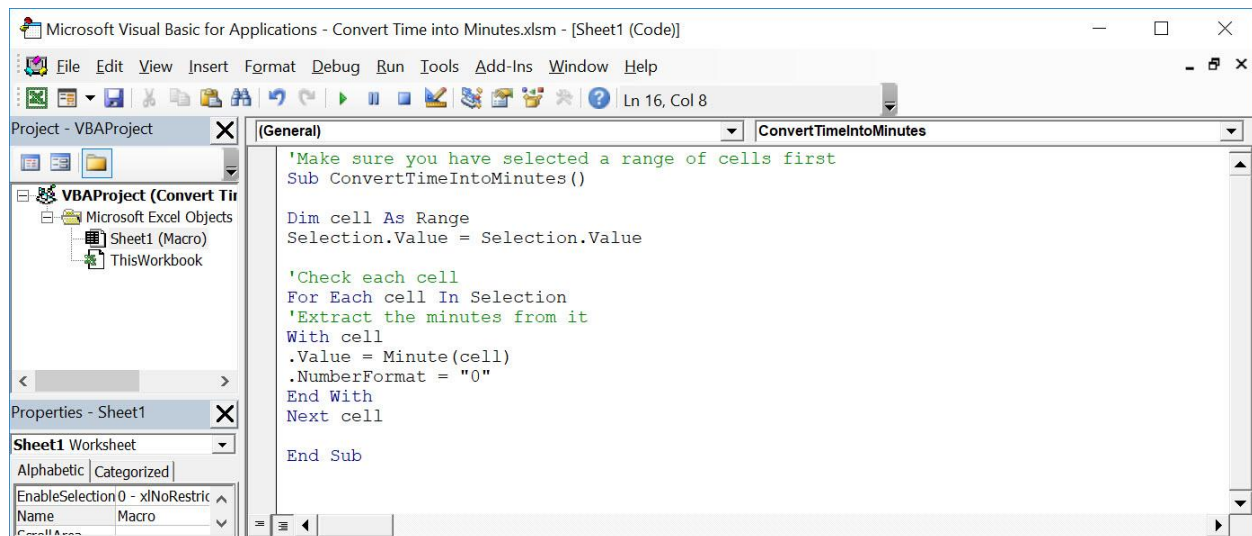 Microsoft Visual Basic for Applications - Convert Time into Minutes.xlsm - [Sheet1 (Code)]
File Edit View Insert Format Debug Run Tools Add-Ins Window Help
Ln 16, Col 8
Project - VBAProject
(General)
ConvertTimeIntoMinutes
VBAProject (Convert Tir
Microsoft Excel Objects
Sheet1 (Macro)
ThisWorkbook
Properties - Sheet1
Sheet1 Worksheet
Alphabetic Categorized
EnableSelection 0 - xlNoRestric
Name Macro
ScrollArea
'Make sure you have selected a range of cells first
Sub ConvertTimeIntoMinutes()
Dim cell As Range
Selection.Value = Selection.Value
'Check each cell
For Each cell In Selection
'Extract the minutes from it
With cell
.Value = Minute(cell)
.NumberFormat = "0"
End With
Next cell
End Sub